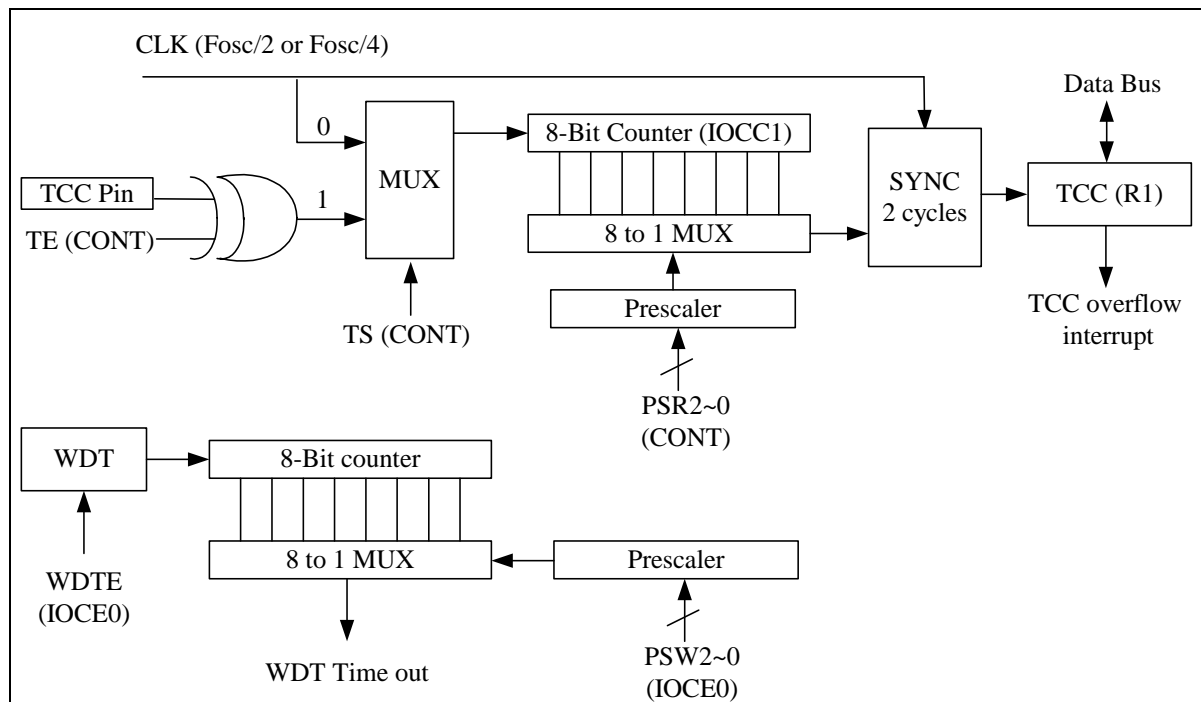 CLK (Fosc/2 or Fosc/4)
Data Bus
0
8-Bit Counter (IOCC1)
MUX
SYNC
2 cycles
TCC (R1)
TCC Pin
1
TE (CONT)
8 to 1 MUX
Prescaler
TS (CONT)
TCC overflow
interrupt
PSR2~0
(CONT)
WDT
8-Bit counter
8 to 1 MUX
Prescaler
WDTE
(IOCE0)
WDT Time out
PSW2~0
(IOCE0)